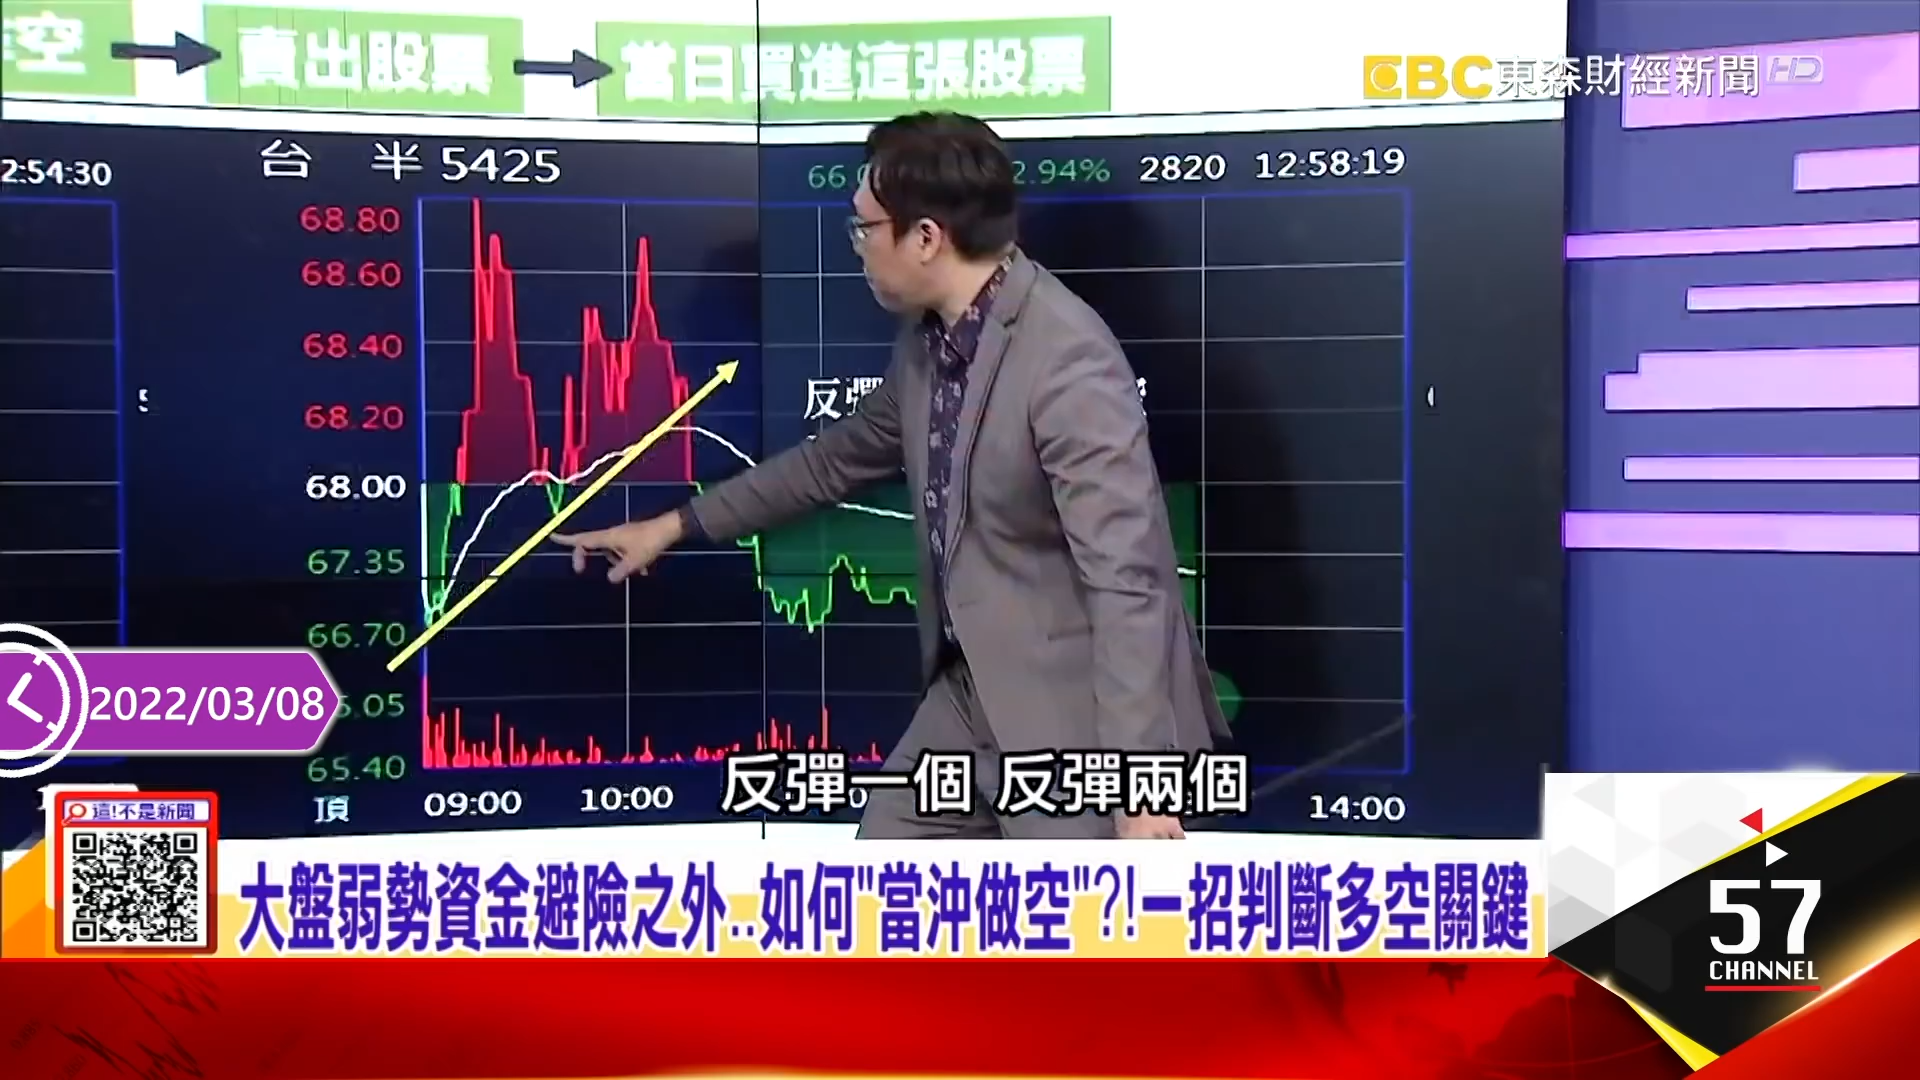 空
賣出股票
當日買進這張股票
EBC東森財經新聞HD
2:54:30
台 半 5425
2820
12:58:19
68.80
68.60
68.40
68.20
68.00
67.35
66.70
65.40
頂
09:00
10:00
14:00
2022/03/08
反彈一個 反彈兩個
這!不是新聞
大盤弱勢資金避險之外..如何"當沖做空"?!一招判斷多空關鍵
57
CHANNEL